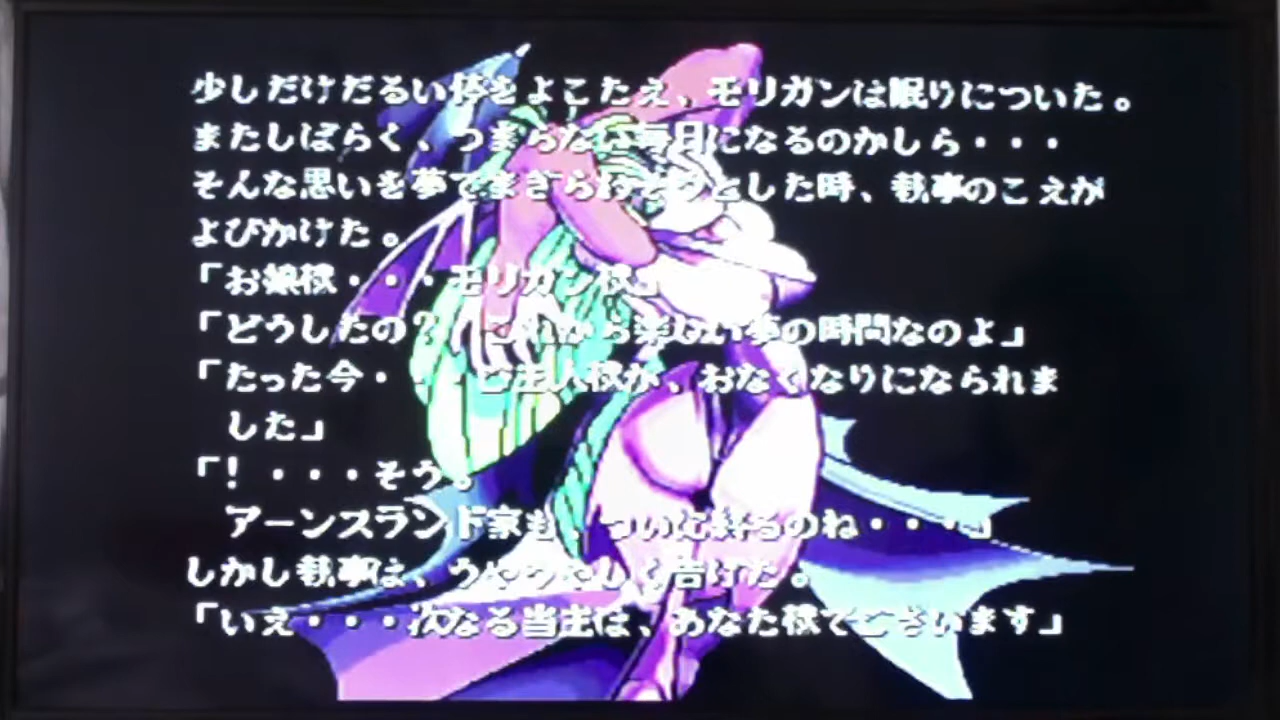 少しだけだるい体をよこたえ、モリガンは眠りについた。
またしばらく、つまらない毎日になるのかしら・・・
そんな思いを夢でまぎらわそうとした時、執事のこえが
よびかけた。
「お嬢様・・・モリガン様」
「どうしたの？ これから楽しい夢の時間なのよ」
「たった今・・・ご主人様が、おなくなりになられま
した」
「！・・・そう。
アーンスランド家も、ついに終るのね・・・」
しかし執事は、うやうやしく告げた。
「いえ・・・次なる当主は、あなた様でございます」